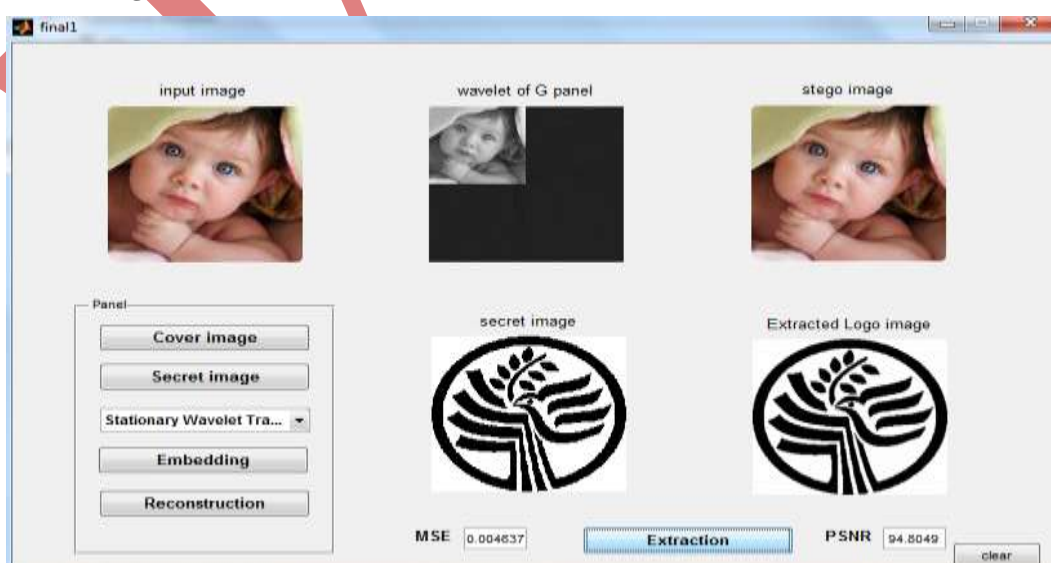 final1
input image
wavelet of G panel
stego image
Panel
Cover Image
Secret image
Stationary Wavelet Tra...
Embedding
Reconstruction
secret image
Extracted Logo image
MSE 0.004637
Extraction
PSNR 94.8049
clear